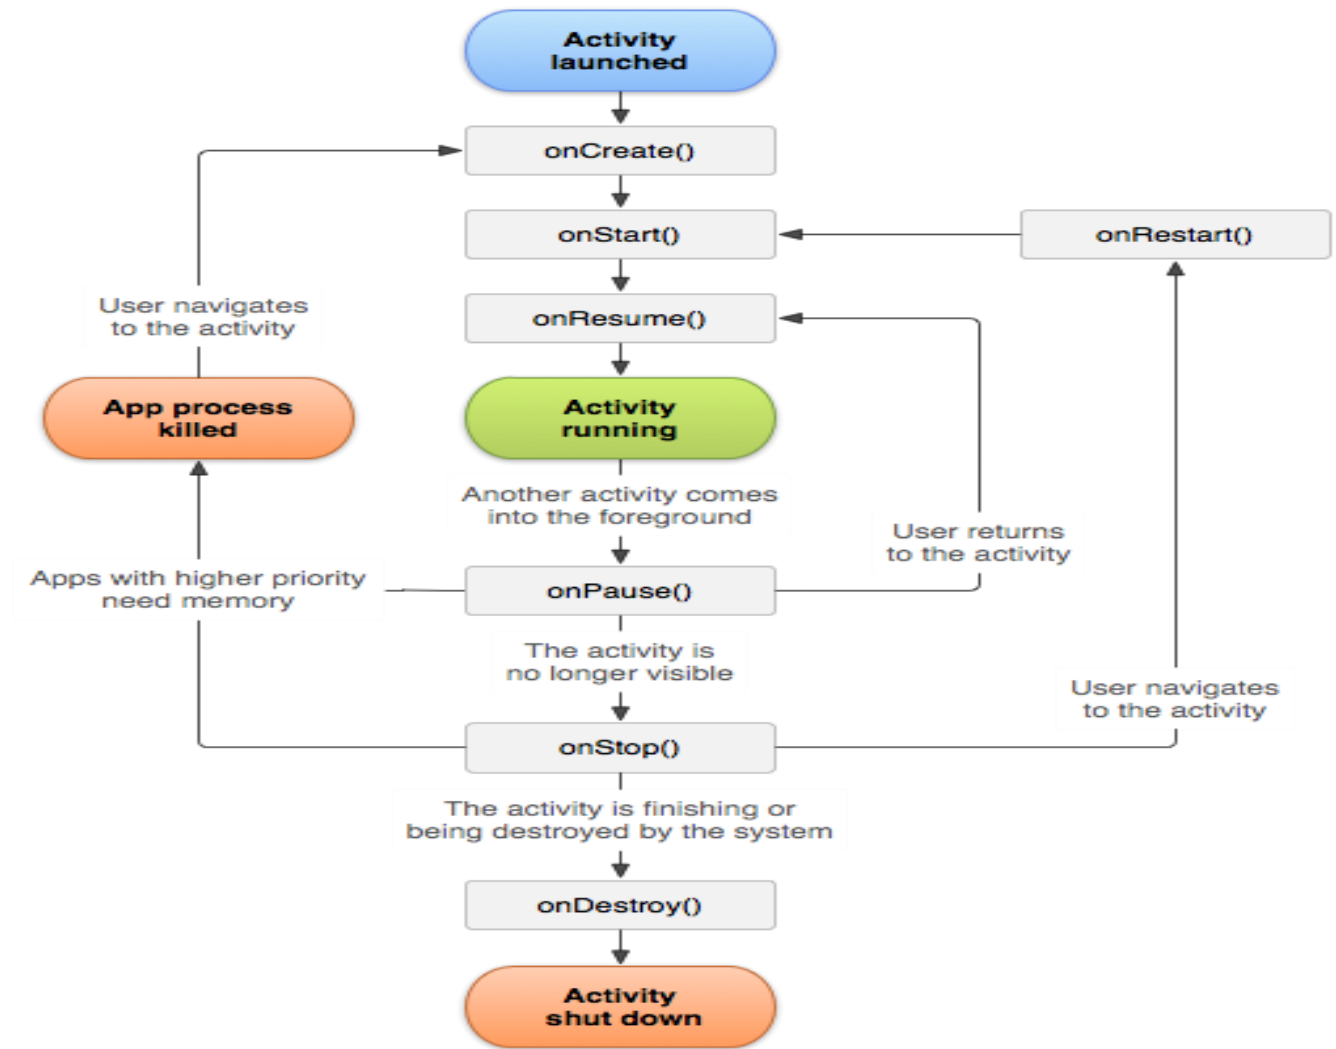 Activity
launched
onCreate()
onStart()
onRestart()
User navigates
to the activity
onResume()
App process
killed
Activity
running
Another activity comes
into the foreground
User returns
to the activity
Apps with higher priority
need memory
onPause()
The activity is
no longer visible
User navigates
to the activity
onStop()
The activity is finishing or
being destroyed by the system
onDestroy()
Activity
shut down